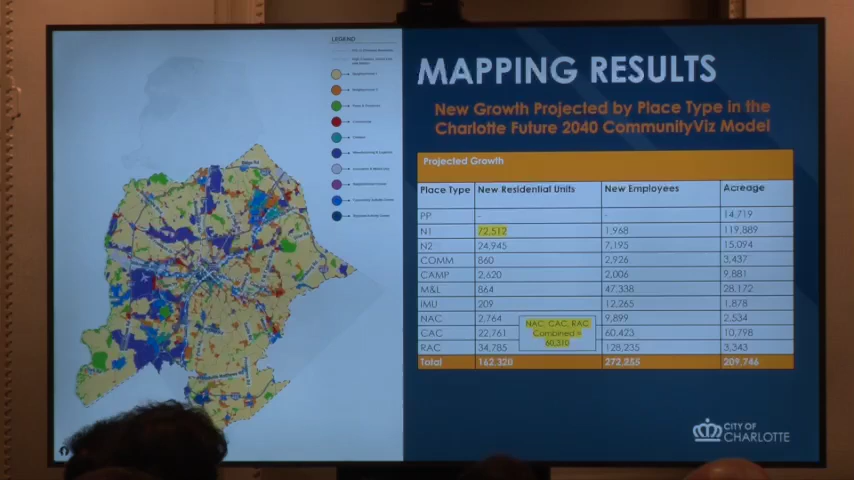 LEGEND
MAPPING RESULTS
New Growth Projected by Place Type in the
Charlotte Future 2040 CommunityViz Model
Projected Growth
Place Type New Residential Units New Employees Acreage
PP - - 14,719
N1 72,512 1,968 119,889
N2 24,945 7,195 15,094
COMM 860 2,926 3,437
CAMP 2,620 2,006 9,881
M&L 864 47,338 28,172
IMU 209 12,265 1,878
NAC 2,764 9,899 2,534
CAC 22,761 60,423 10,798
RAC 34,785 128,235 3,343
NAC, CAC, RAC
Combined =
60,310
Total 162,320 272,255 209,746
CITY OF
CHARLOTTE